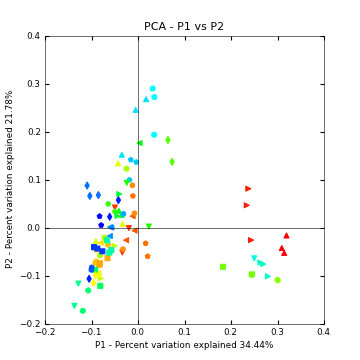 PCA - P1 vs P2
0.4
0.3
0.2
0.1
0.0
−0.1
−0.2
P2 - Percent variation explained 21.78%
−0.2 −0.1 0.0 0.1 0.2 0.3 0.4
P1 - Percent variation explained 34.44%